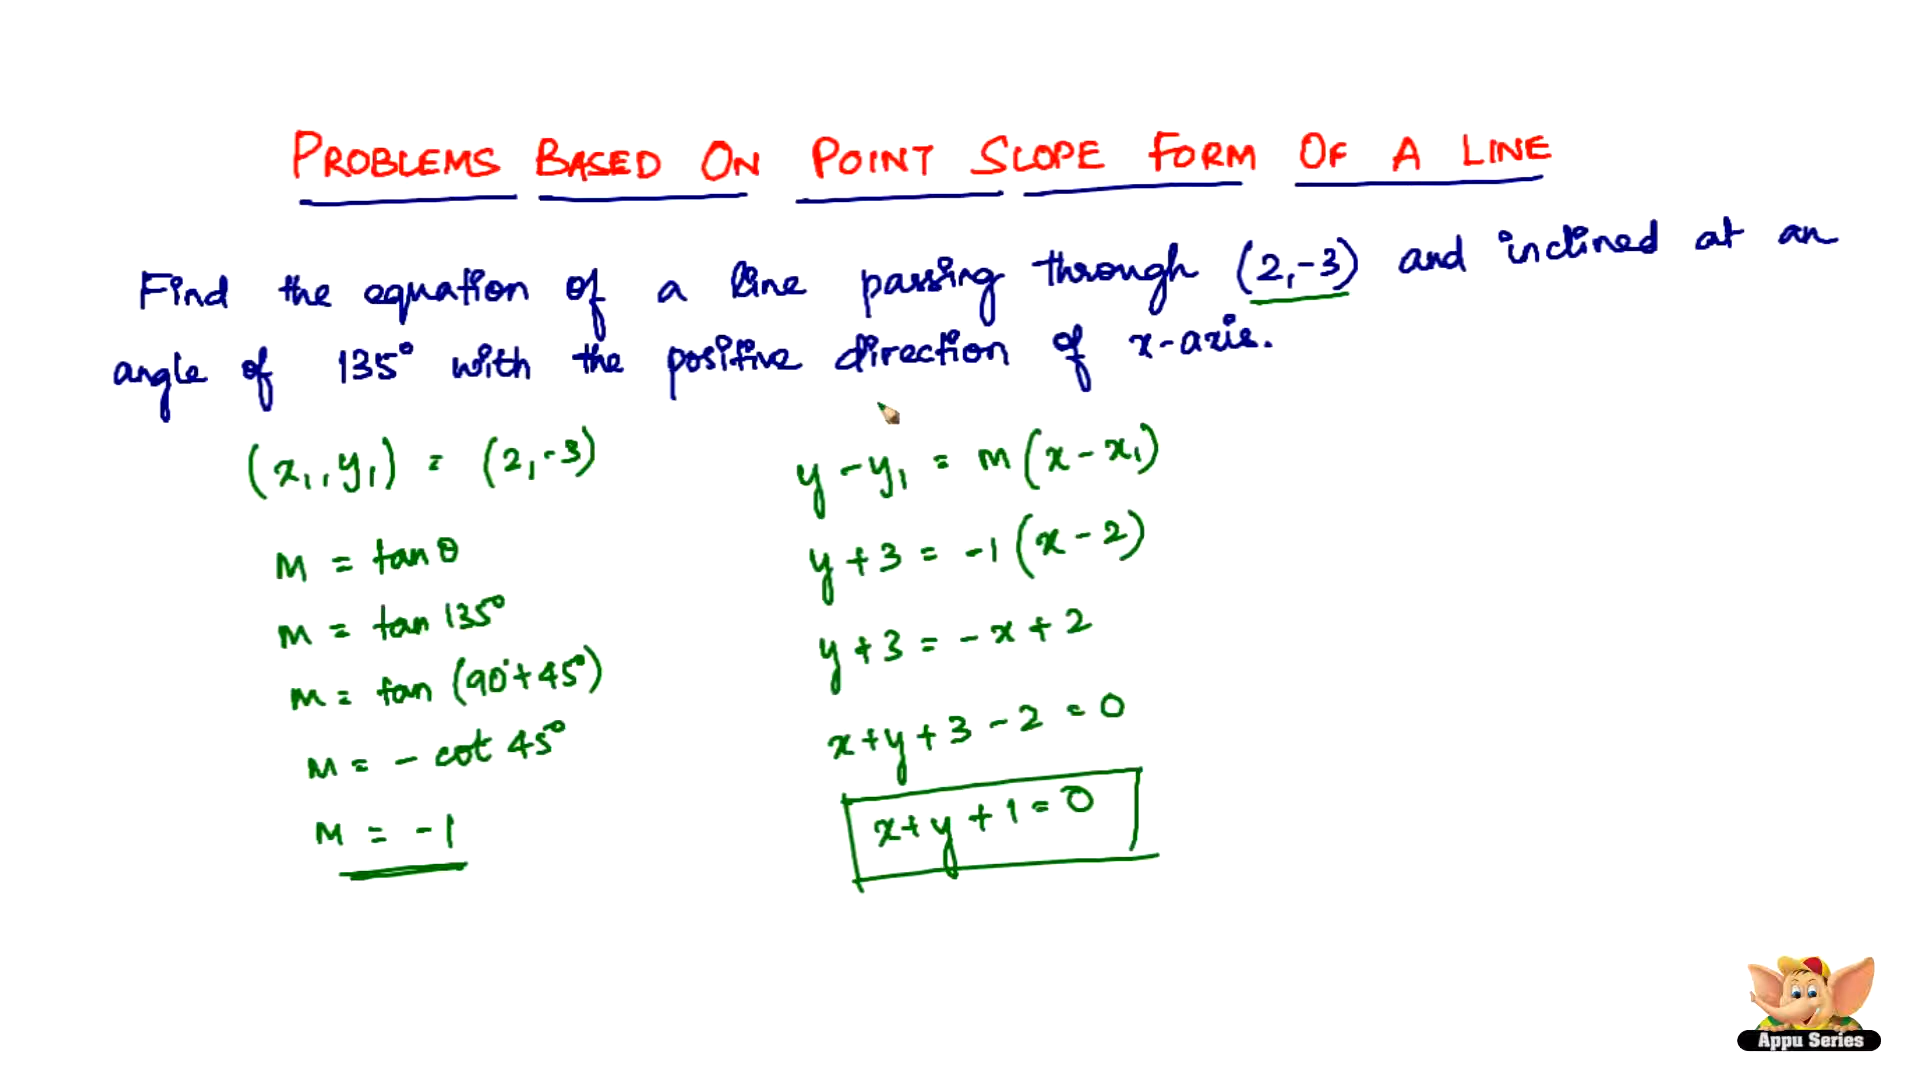 PROBLEMS BASED ON POINT SLOPE FORM OF A LINE
Find the equation of a line passing through (2,-3) and inclined at an
angle of 135° with the positive direction of x-axis.
(x₁, y₁) = (2,-3)
M = tan θ
M = tan 135°
M = tan (90°+45°)
M = - cot 45°
M = -1
y - y₁ = m(x - x₁)
y + 3 = -1(x - 2)
y + 3 = -x + 2
x + y + 3 - 2 = 0
x + y + 1 = 0
Appu Series